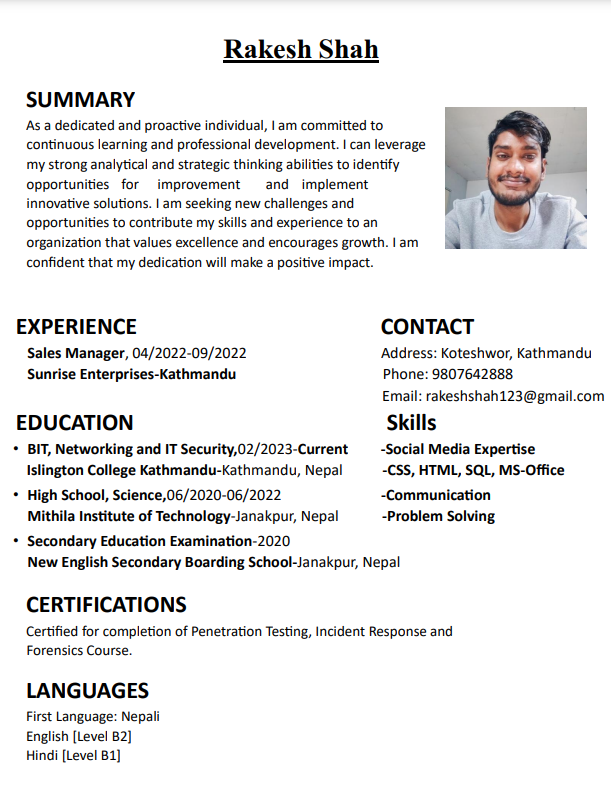 Rakesh Shah
SUMMARY
As a dedicated and proactive individual, I am committed to
continuous learning and professional development. I can leverage
my strong analytical and strategic thinking abilities to identify
opportunities for improvement and implement
innovative solutions. I am seeking new challenges and
opportunities to contribute my skills and experience to an
organization that values excellence and encourages growth. I am
confident that my dedication will make a positive impact.
EXPERIENCE
Sales Manager, 04/2022-09/2022
Sunrise Enterprises-Kathmandu
CONTACT
Address: Koteshwor, Kathmandu
Phone: 9807642888
Email: rakeshshah123@gmail.com
EDUCATION
• BIT, Networking and IT Security,02/2023-Current
Islington College Kathmandu-Kathmandu, Nepal
• High School, Science,06/2020-06/2022
Mithila Institute of Technology-Janakpur, Nepal
• Secondary Education Examination-2020
New English Secondary Boarding School-Janakpur, Nepal
Skills
-Social Media Expertise
-CSS, HTML, SQL, MS-Office
-Communication
-Problem Solving
CERTIFICATIONS
Certified for completion of Penetration Testing, Incident Response and
Forensics Course.
LANGUAGES
First Language: Nepali
English [Level B2]
Hindi [Level B1]